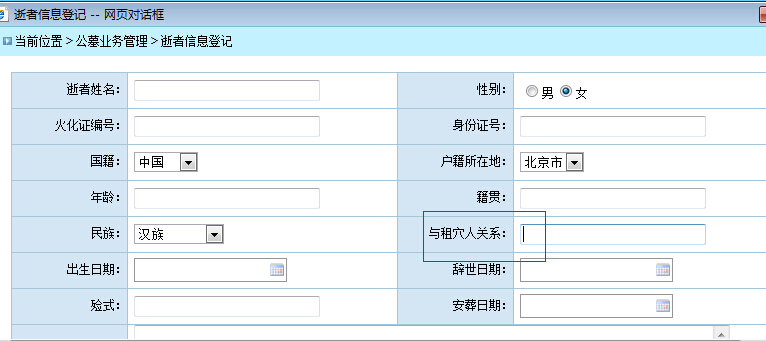 逝者信息登记 -- 网页对话框
当前位置 > 公墓业务管理 > 逝者信息登记
逝者姓名： 性别： 男 女
火化证编号： 身份证号：
国籍： 中国 户籍所在地： 北京市
年龄： 籍贯：
民族： 汉族 与租穴人关系：
出生日期： 辞世日期：
殓式： 安葬日期：